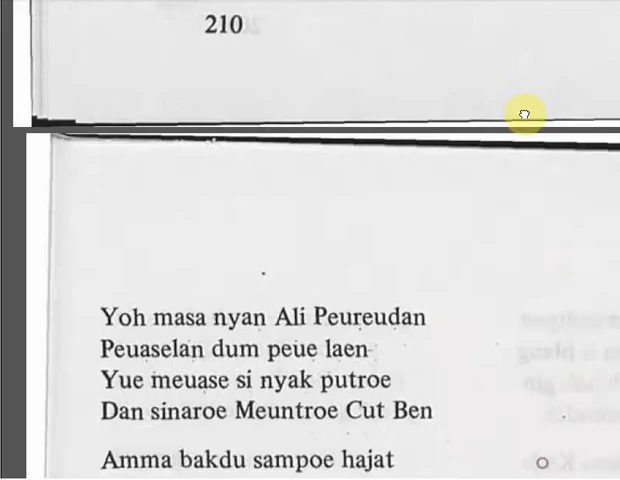 210
Yoh masa nyan Ali Peureudan
Peuaselan dum peue laen
Yue meuase si nyak putroe
Dan sinaroe Meuntroe Cut Ben
Amma bakdu sampoe hajat